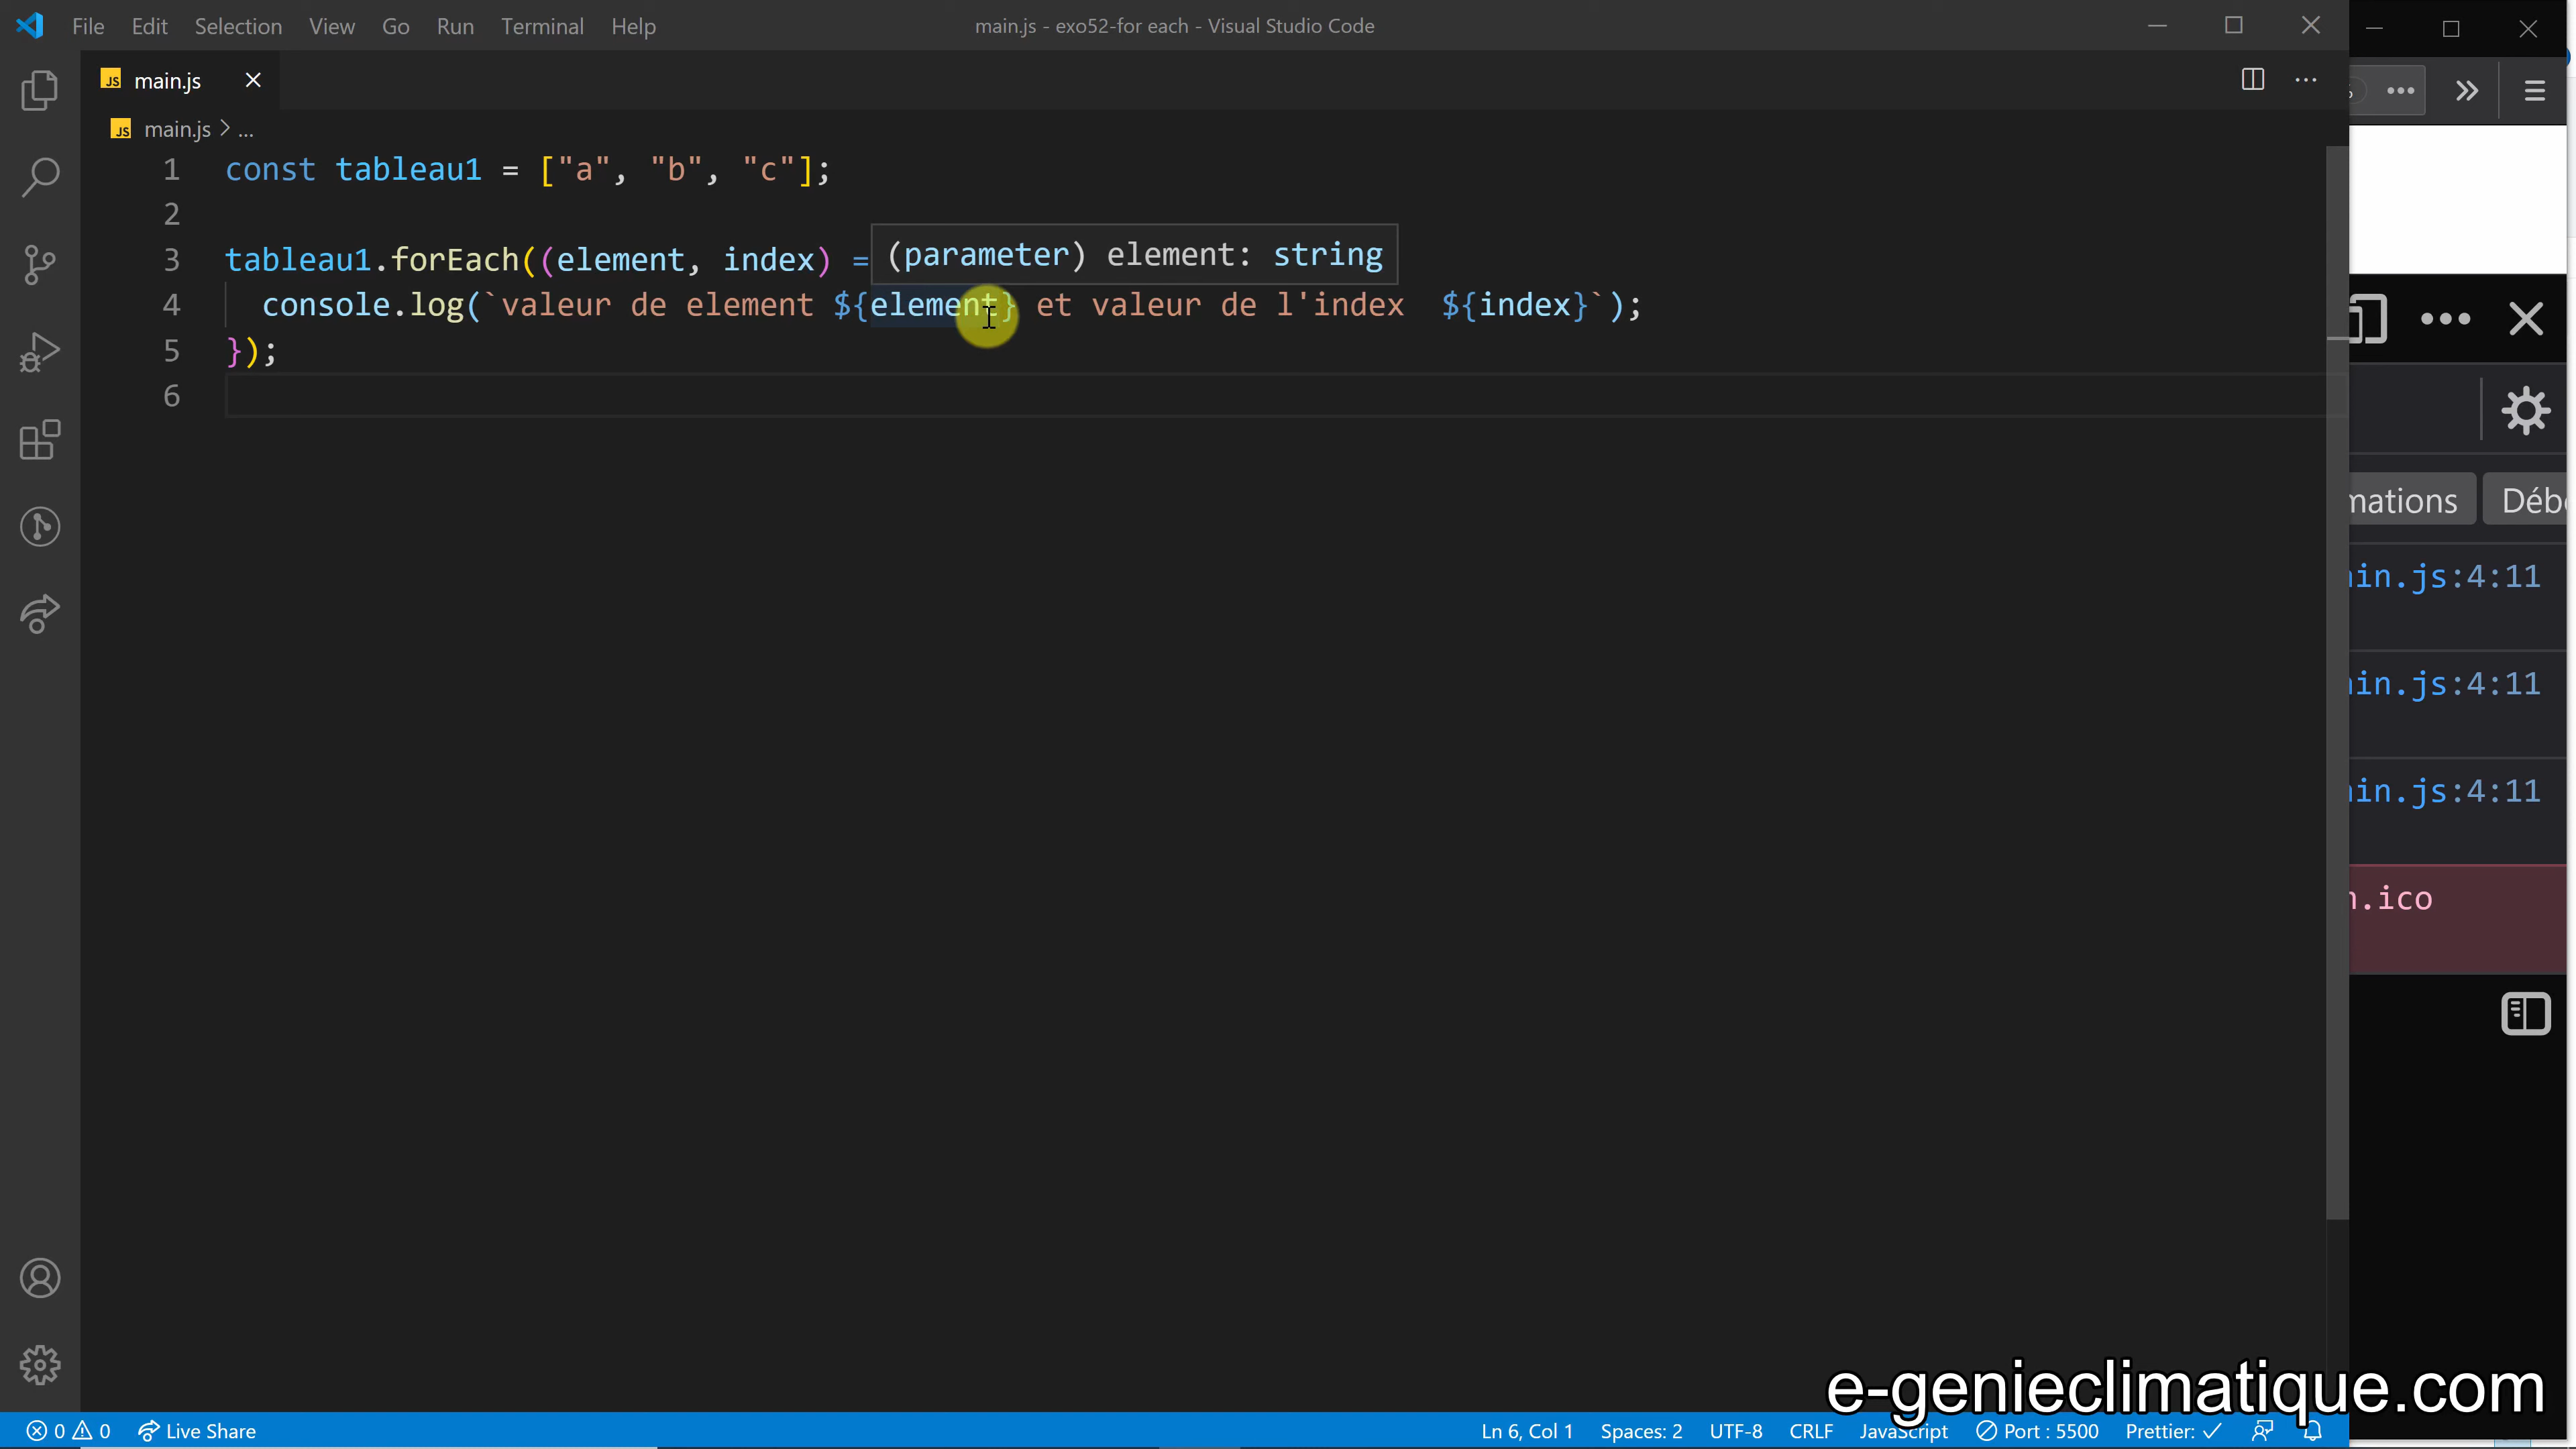 File Edit Selection View Go Run Terminal Help
main.js - exo52-for each - Visual Studio Code
main.js
main.js > ...
1 const tableau1 = ["a", "b", "c"];
2
3 tableau1.forEach((element, index) =
(parameter) element: string
4 console.log(`valeur de element ${element} et valeur de l'index  ${index}`);
5 });
6
mations
Débo
in.js:4:11
in.js:4:11
in.js:4:11
.ico
e-genieclimatique.com
0 0 Live Share
Ln 6, Col 1 Spaces: 2 UTF-8 CRLF JavaScript Port : 5500 Prettier: ✓